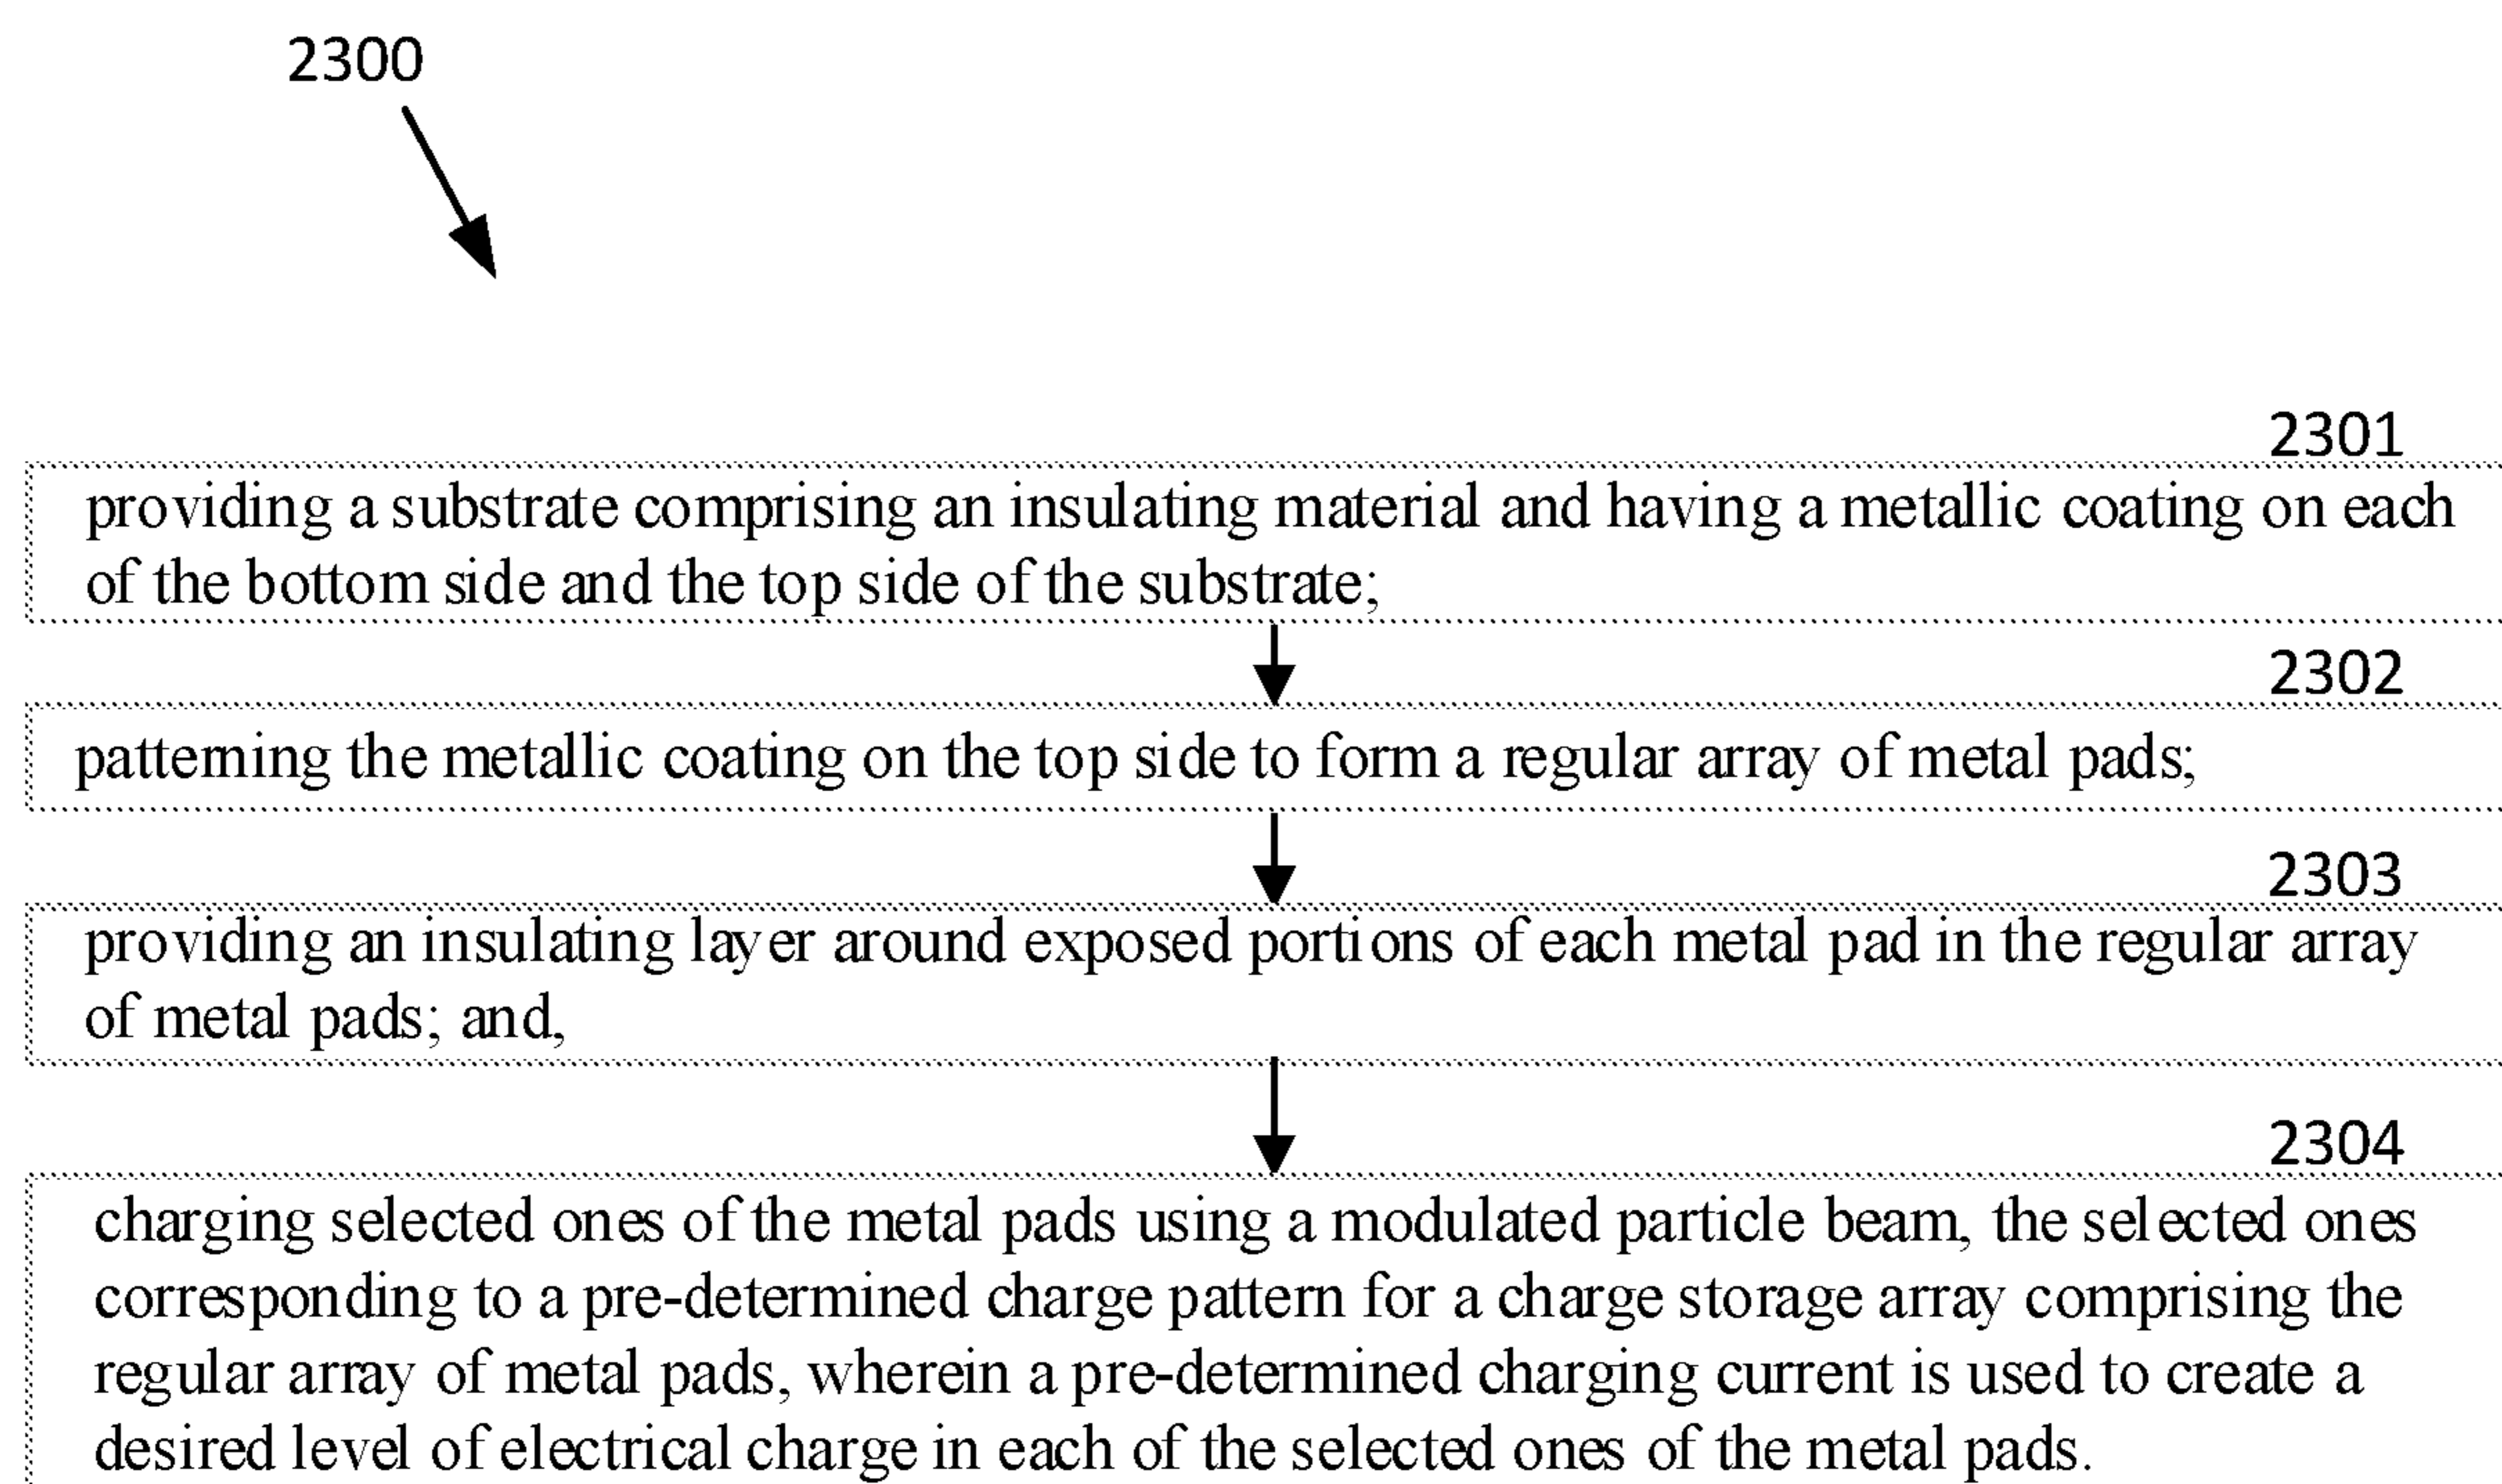 2300
2301
providing a substrate comprising an insulating material and having a metallic coating on each
of the bottom side and the top side of the substrate;
2302
patterning the metallic coating on the top side to form a regular array of metal pads;
2303
providing an insulating layer around exposed portions of each metal pad in the regular array
of metal pads; and,
2304
charging selected ones of the metal pads using a modulated particle beam, the selected ones
corresponding to a pre-determined charge pattern for a charge storage array comprising the
regular array of metal pads, wherein a pre-determined charging current is used to create a
desired level of electrical charge in each of the selected ones of the metal pads.